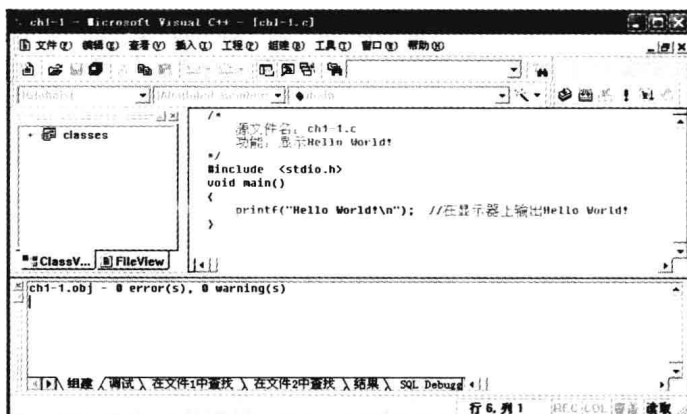 ch1-1 - Microsoft Visual C++ - [ch1-1.c]
文件(F) 编辑(E) 查看(V) 插入(I) 工程(P) 组建(B) 工具(T) 窗口(W) 帮助(H)
classes
/*
源文件名: ch1-1.c
功能: 显示Hello World!
*/
#include <stdio.h>
void main()
{
printf("Hello World!\n"); //在显示器上输出Hello World!
}
ClassV... FileView
ch1-1.obj - 0 error(s), 0 warning(s)
组建 调试 在文件1中查找 在文件2中查找 结果 SQL Debugg
行 6, 列 1 REC COL 覆盖 读取